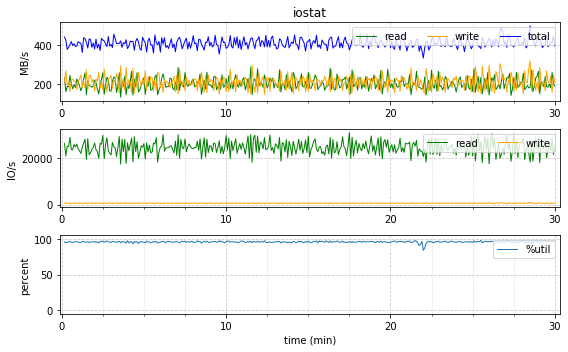 iostat
MB/s
400
200
read write total
0 10 20 30
IO/s
20000
0
read write
0 10 20 30
percent
100
50
0
%util
0 10 20 30
time (min)